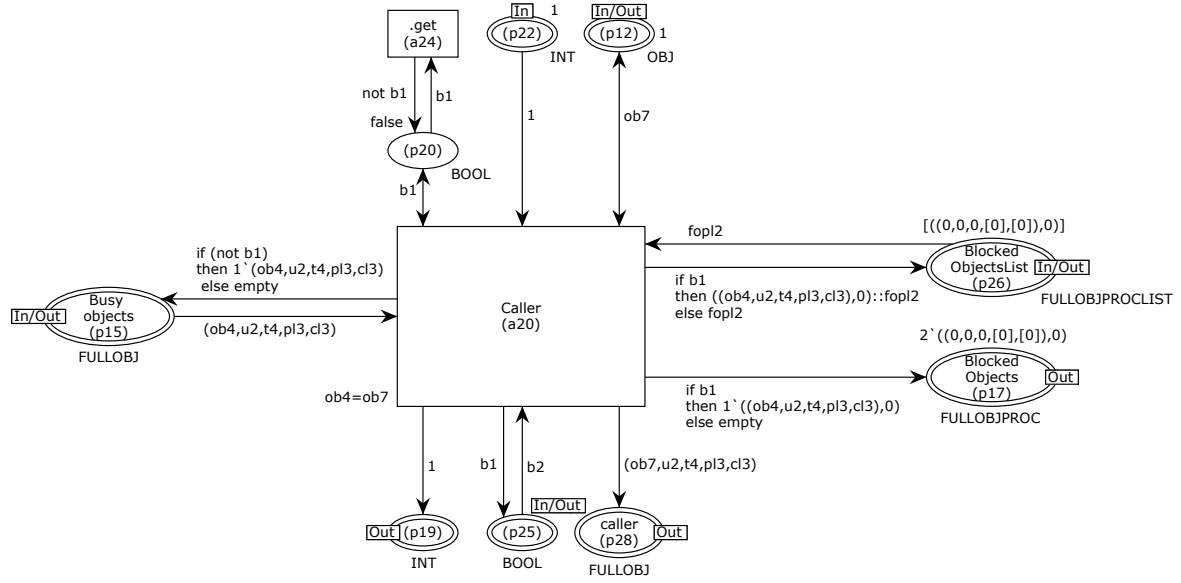 .get
(a24)
In
1
(p22)
INT
In/Out
(p12)
1
OBJ
not b1
b1
false
(p20)
BOOL
b1
1
ob7
if (not b1)
then 1`(ob4,u2,t4,pl3,cl3)
else empty
Busy
objects
(p15)
In/Out
FULLOBJ
(ob4,u2,t4,pl3,cl3)
Caller
(a20)
ob4=ob7
fopl2
[((0,0,0,[0],[0]),0)]
Blocked
ObjectsList
(p26)
In/Out
FULLOBJPROCLIST
if b1
then ((ob4,u2,t4,pl3,cl3),0)::fopl2
else fopl2
2`((0,0,0,[0],[0]),0)
Blocked
Objects
(p17)
Out
FULLOBJPROC
if b1
then 1`((ob4,u2,t4,pl3,cl3),0)
else empty
1
b1
b2
(ob7,u2,t4,pl3,cl3)
Out
(p19)
INT
In/Out
(p25)
BOOL
caller
(p28)
Out
FULLOBJ